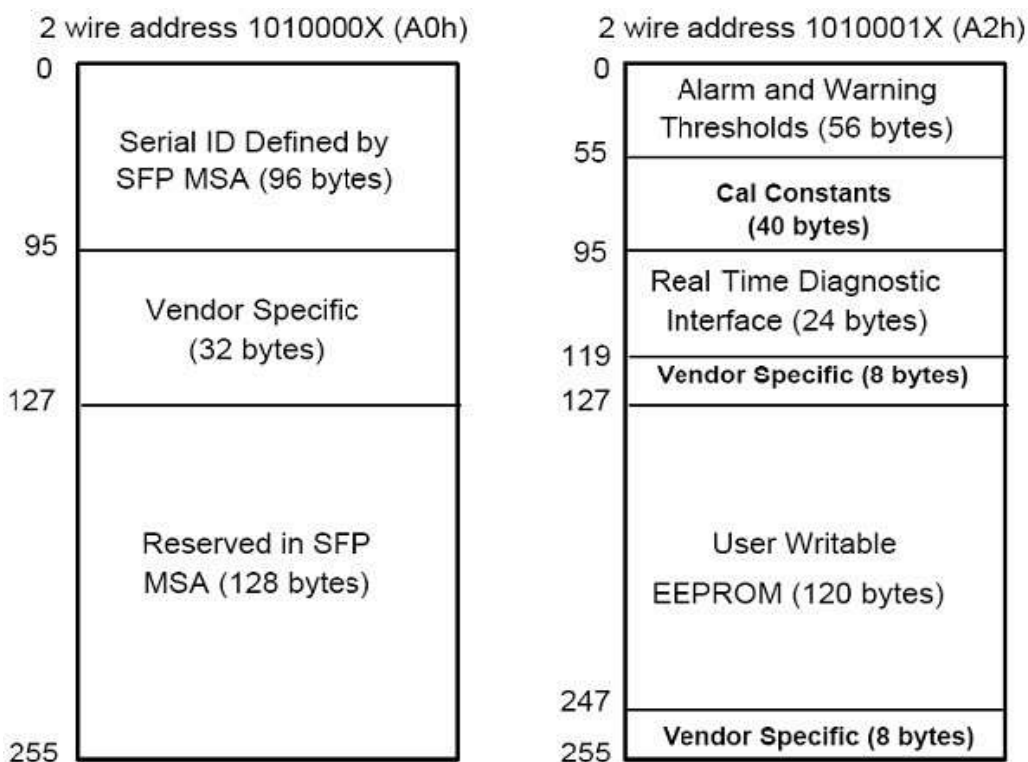 2 wire address 1010000X (A0h)
0
Serial ID Defined by
SFP MSA (96 bytes)
95
Vendor Specific
(32 bytes)
127
Reserved in SFP
MSA (128 bytes)
255
2 wire address 1010001X (A2h)
0
Alarm and Warning
Thresholds (56 bytes)
55
Cal Constants
(40 bytes)
95
Real Time Diagnostic
Interface (24 bytes)
119
Vendor Specific (8 bytes)
127
User Writable
EEPROM (120 bytes)
247
Vendor Specific (8 bytes)
255